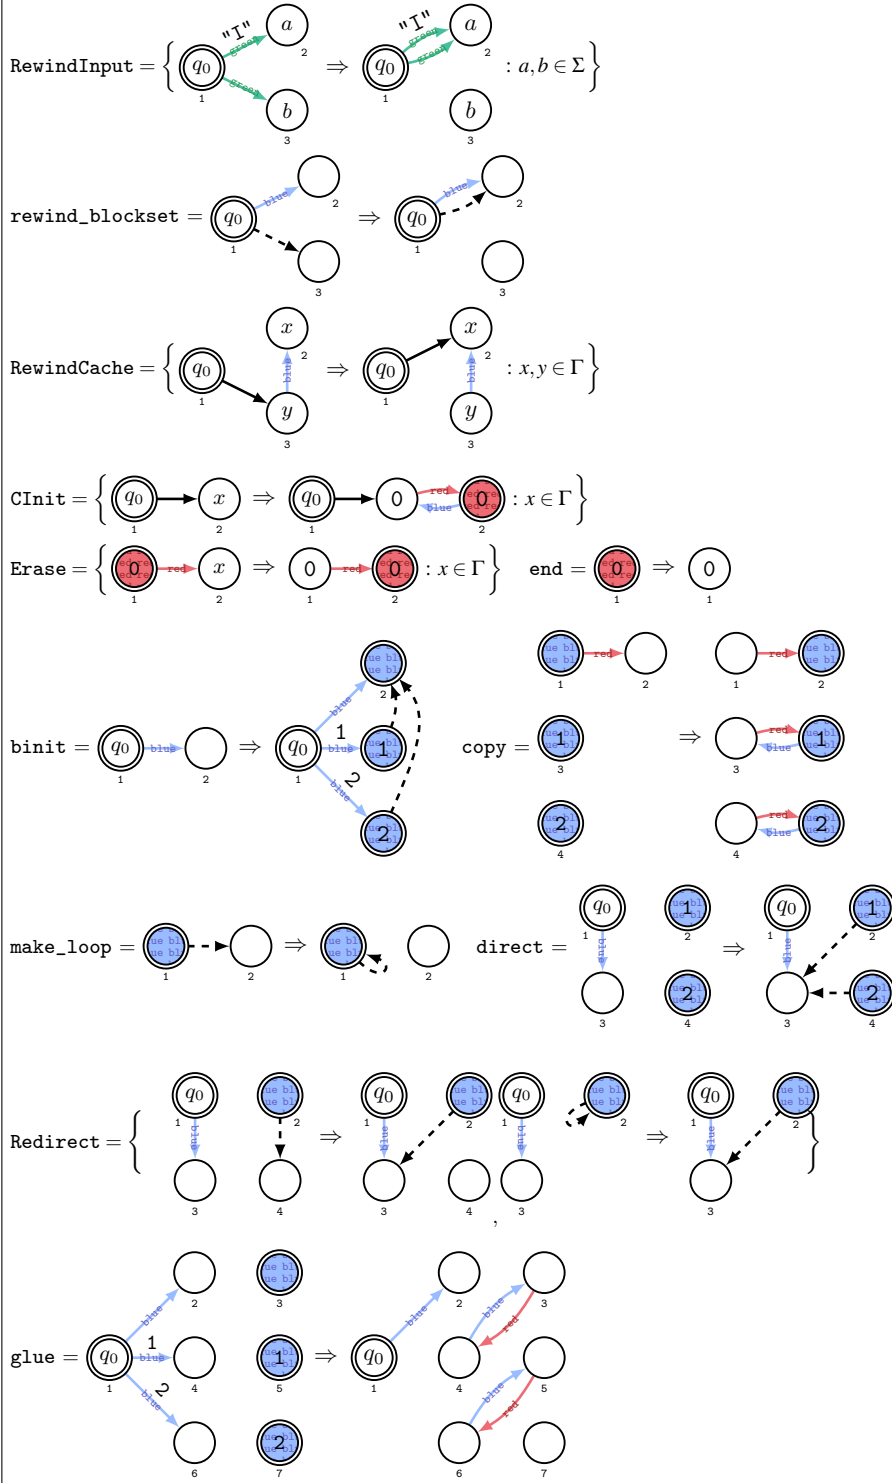 "I"
RewindInput = { q0 green a green b ⇒ q0 "I" green a green b : a, b ∈ Σ }
1 2 3 1 2 3
rewind_blockset = q0 blue ⇒ q0 blue
1 2 3 1 2 3
RewindCache = { q0 x blue y ⇒ q0 x blue y : x, y ∈ Γ }
1 2 3 1 2 3
CInit = { q0 x ⇒ q0 0 red blue 0 : x ∈ Γ }
1 2 1 2
Erase = { 0 red x ⇒ 0 red 0 : x ∈ Γ } end = 0 ⇒ 0
1 2 1 2 1 1
binit = q0 blue ⇒ q0 blue 1 blue 1 2 blue 2
1 2 1 2
copy = blue red 1 2 ⇒ red red blue 1 red blue 2
1 2 3 4 1 2 3 4
make_loop = ⇒ direct = q0 blue 1 2 ⇒ q0 blue 1 2
1 2 1 2 1 2 3 4 1 2 3 4
Redirect = { q0 blue ⇒ q0 blue , q0 blue ⇒ q0 blue }
1 2 3 4 1 2 3 4 1 2 3 1 2 3
glue = q0 blue 1 blue 2 blue 1 2 ⇒ q0 blue blue red blue red
1 2 3 4 5 6 7 1 2 3 4 5 6 7